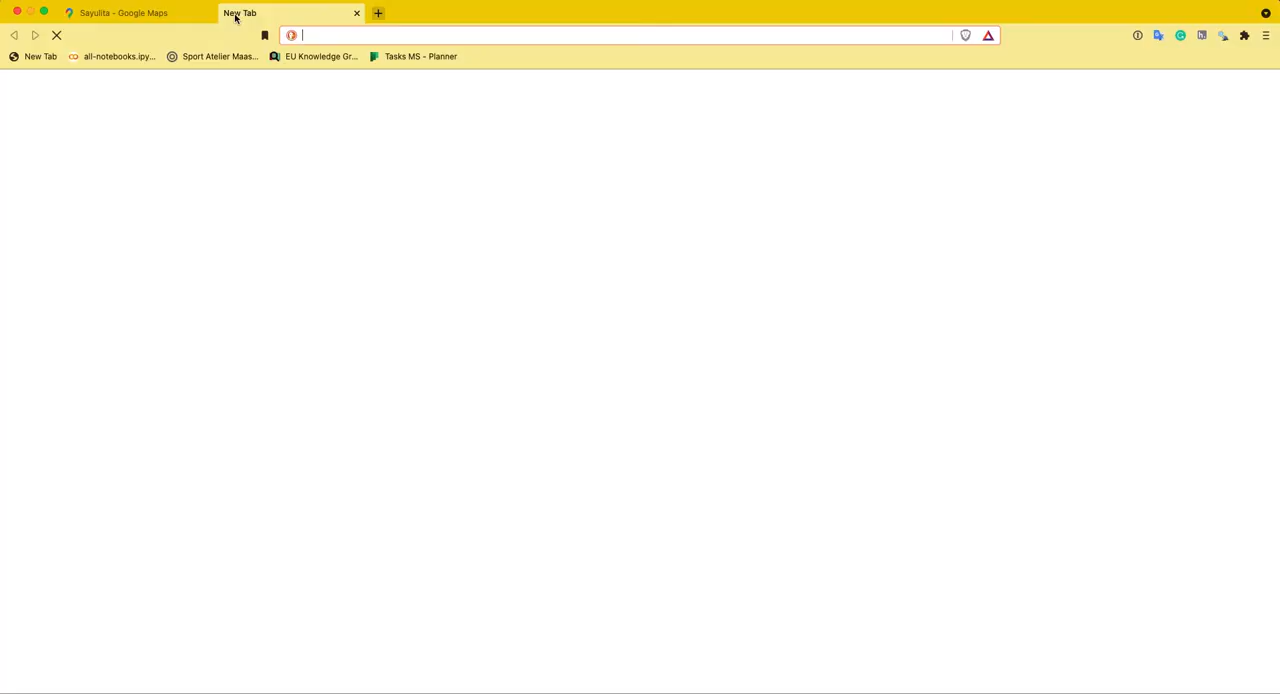 Sayulita - Google Maps
New Tab
New Tab
all-notebooks.ipy...
Sport Atelier Maas...
EU Knowledge Gr...
Tasks MS - Planner